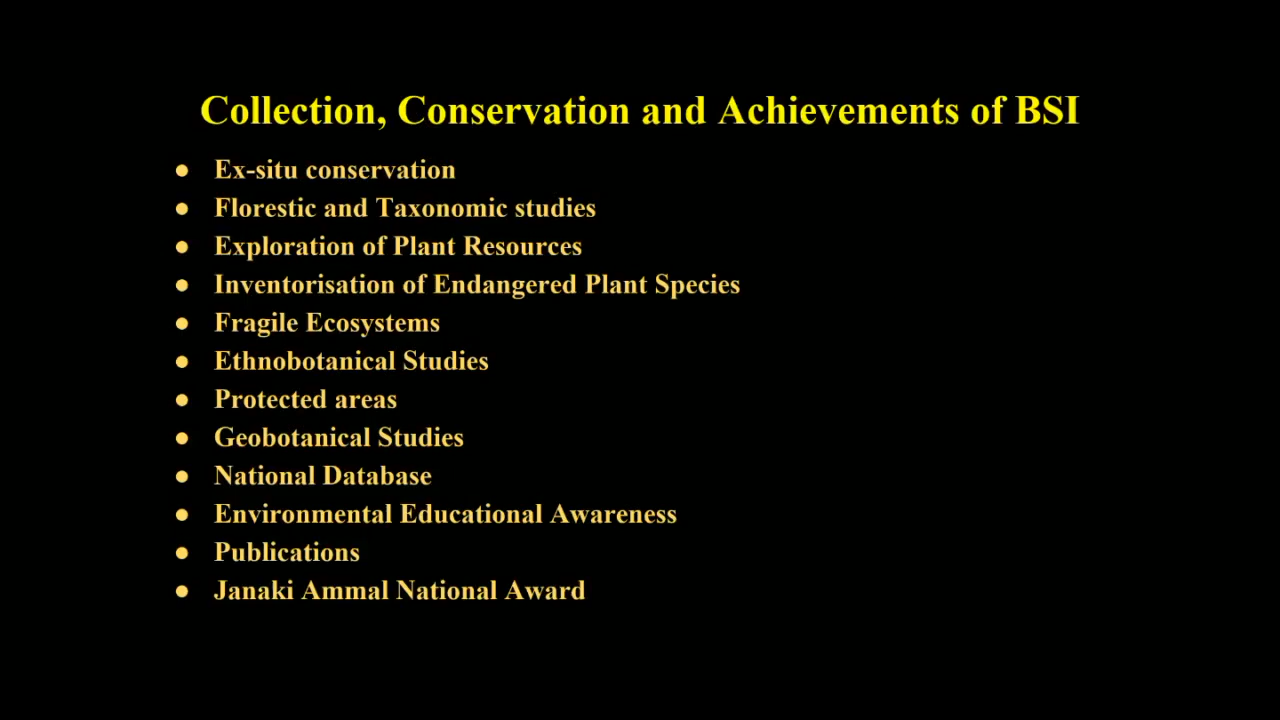 Collection, Conservation and Achievements of BSI
● Ex-situ conservation
● Florestic and Taxonomic studies
● Exploration of Plant Resources
● Inventorisation of Endangered Plant Species
● Fragile Ecosystems
● Ethnobotanical Studies
● Protected areas
● Geobotanical Studies
● National Database
● Environmental Educational Awareness
● Publications
● Janaki Ammal National Award